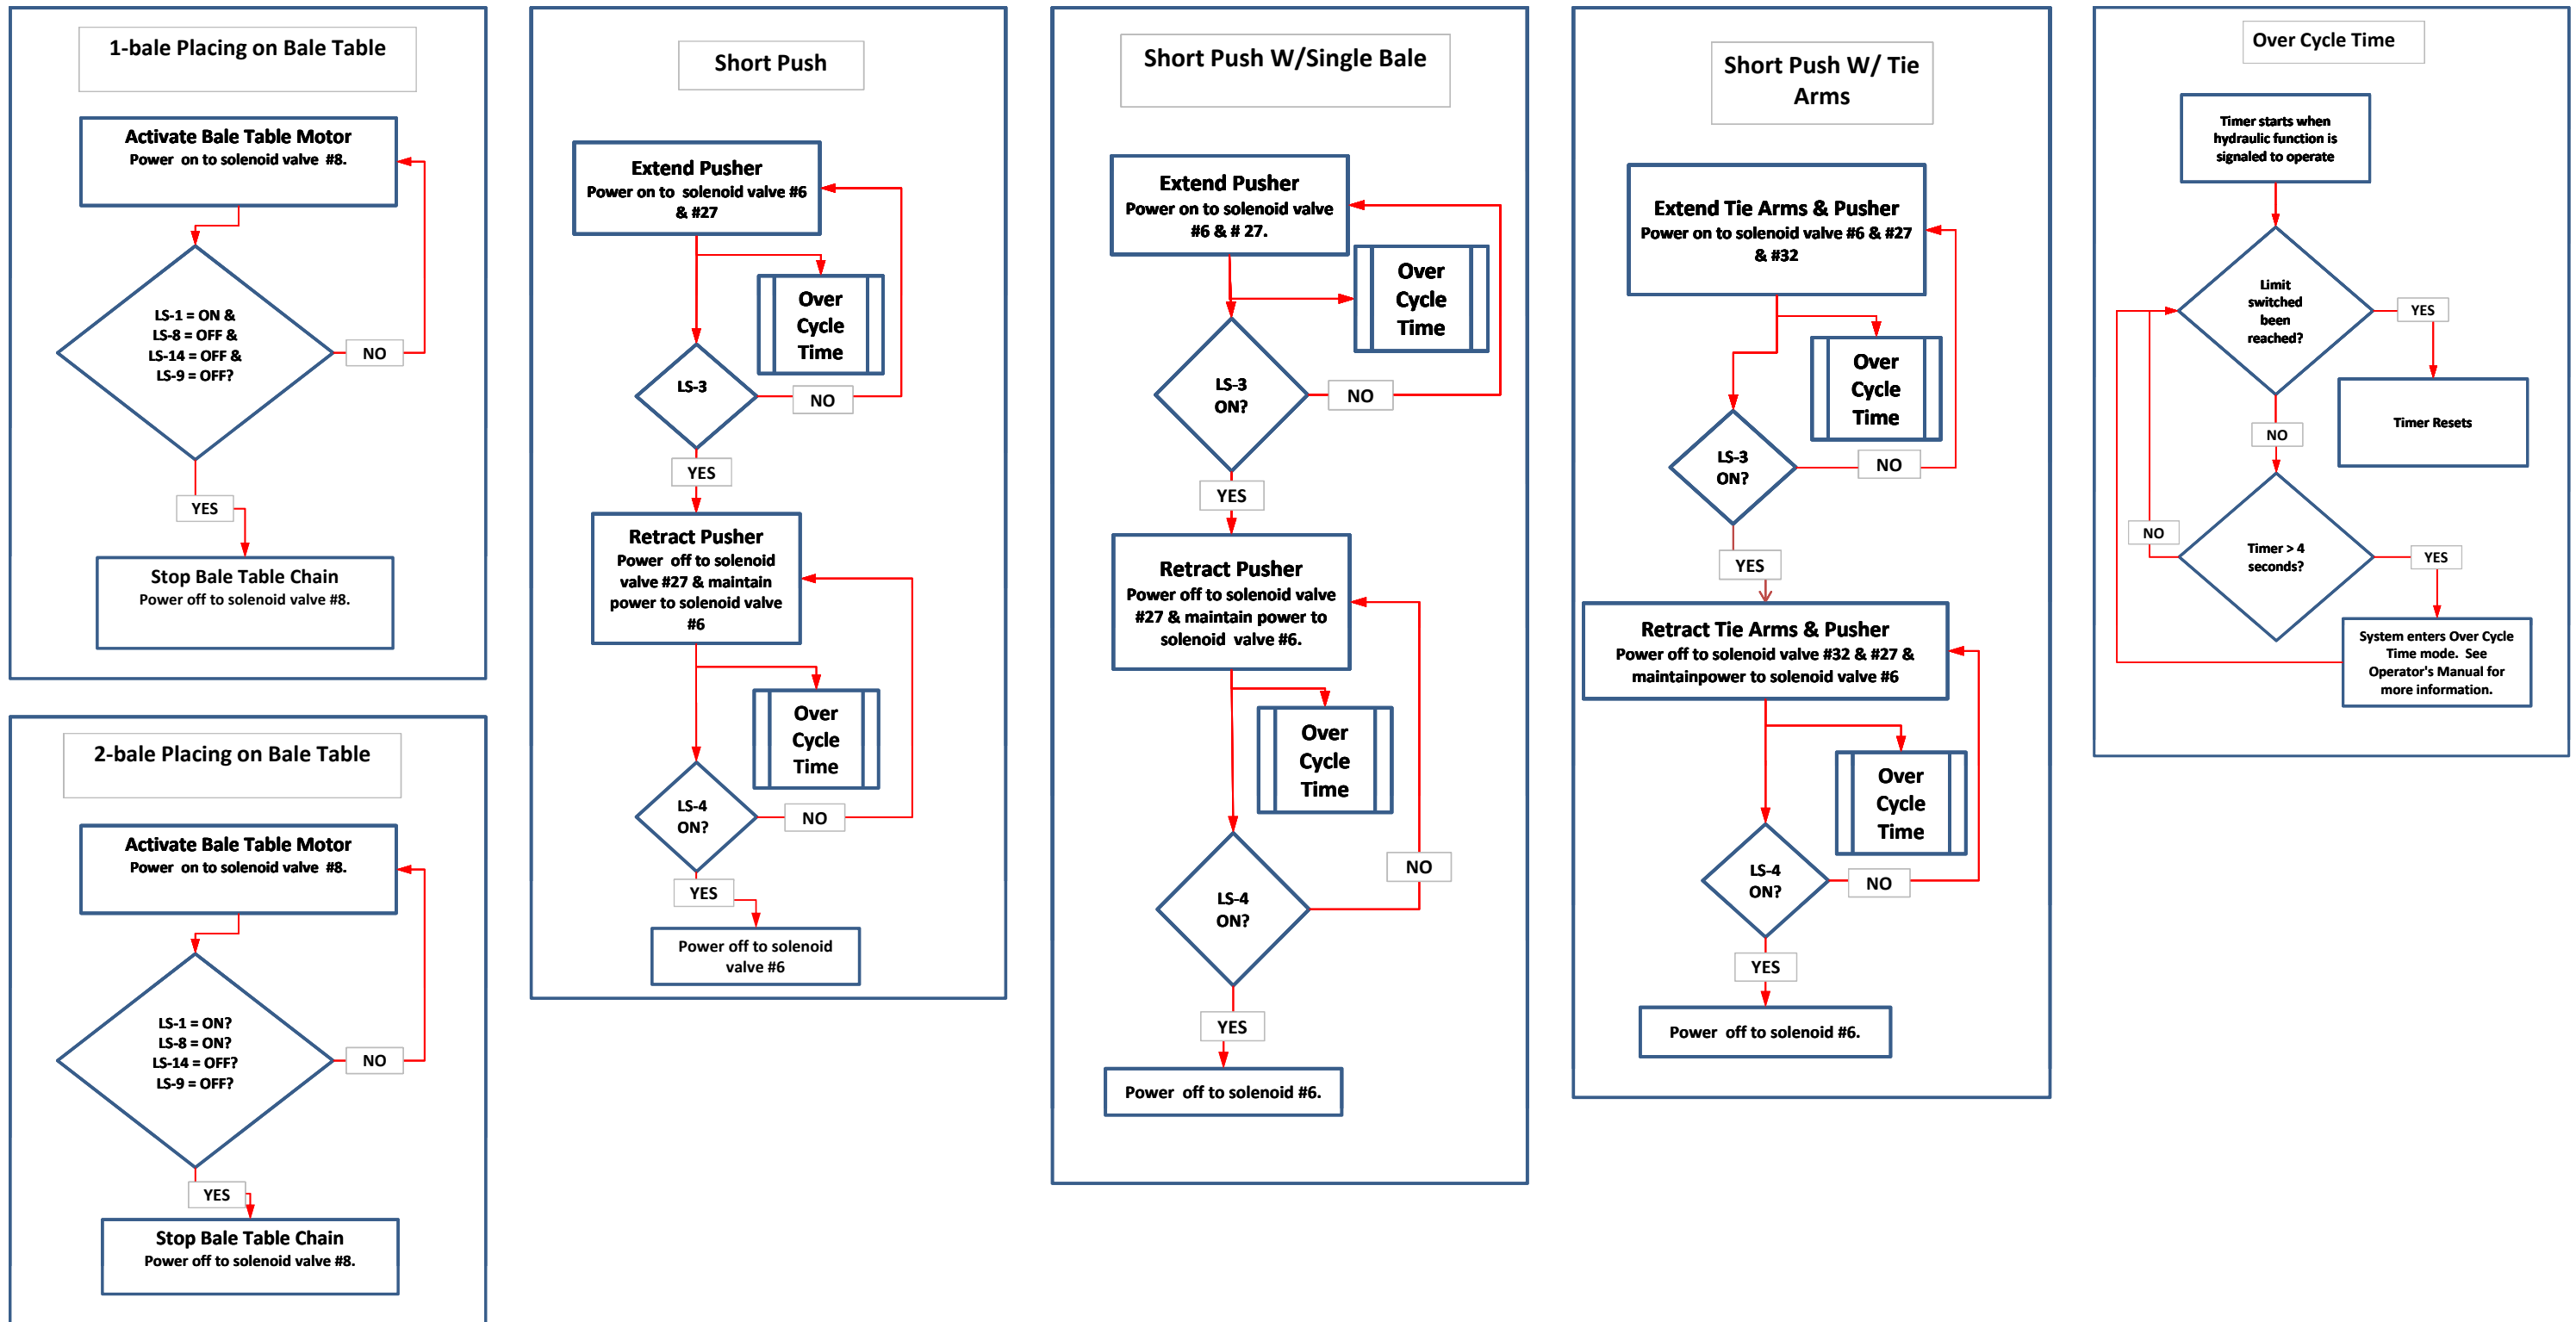 1-bale Placing on Bale Table
Activate Bale Table Motor
Power on to solenoid valve #8.
LS-1 = ON &
LS-8 = OFF &
LS-14 = OFF &
LS-9 = OFF?
NO
YES
Stop Bale Table Chain
Power off to solenoid valve #8.
2-bale Placing on Bale Table
Activate Bale Table Motor
Power on to solenoid valve #8.
LS-1 = ON?
LS-8 = ON?
LS-14 = OFF?
LS-9 = OFF?
NO
YES
Stop Bale Table Chain
Power off to solenoid valve #8.
Short Push
Extend Pusher
Power on to solenoid valve #6
& #27
Over
Cycle
Time
LS-3
NO
YES
Retract Pusher
Power off to solenoid
valve #27 & maintain
power to solenoid valve
#6
Over
Cycle
Time
LS-4
ON?
NO
YES
Power off to solenoid
valve #6
Short Push W/Single Bale
Extend Pusher
Power on to solenoid valve
#6 & # 27.
Over
Cycle
Time
LS-3
ON?
NO
YES
Retract Pusher
Power off to solenoid valve
#27 & maintain power to
solenoid valve #6.
Over
Cycle
Time
LS-4
ON?
NO
YES
Power off to solenoid #6.
Short Push W/ Tie
Arms
Extend Tie Arms & Pusher
Power on to solenoid valve #6 & #27
& #32
Over
Cycle
Time
LS-3
ON?
NO
YES
Retract Tie Arms & Pusher
Power off to solenoid valve #32 & #27 &
maintainpower to solenoid valve #6
Over
Cycle
Time
LS-4
ON?
NO
YES
Power off to solenoid #6.
Over Cycle Time
Timer starts when
hydraulic function is
signaled to operate
Limit
switched
been
reached?
YES
Timer Resets
NO
Timer > 4
seconds?
NO
YES
System enters Over Cycle
Time mode. See
Operator's Manual for
more information.